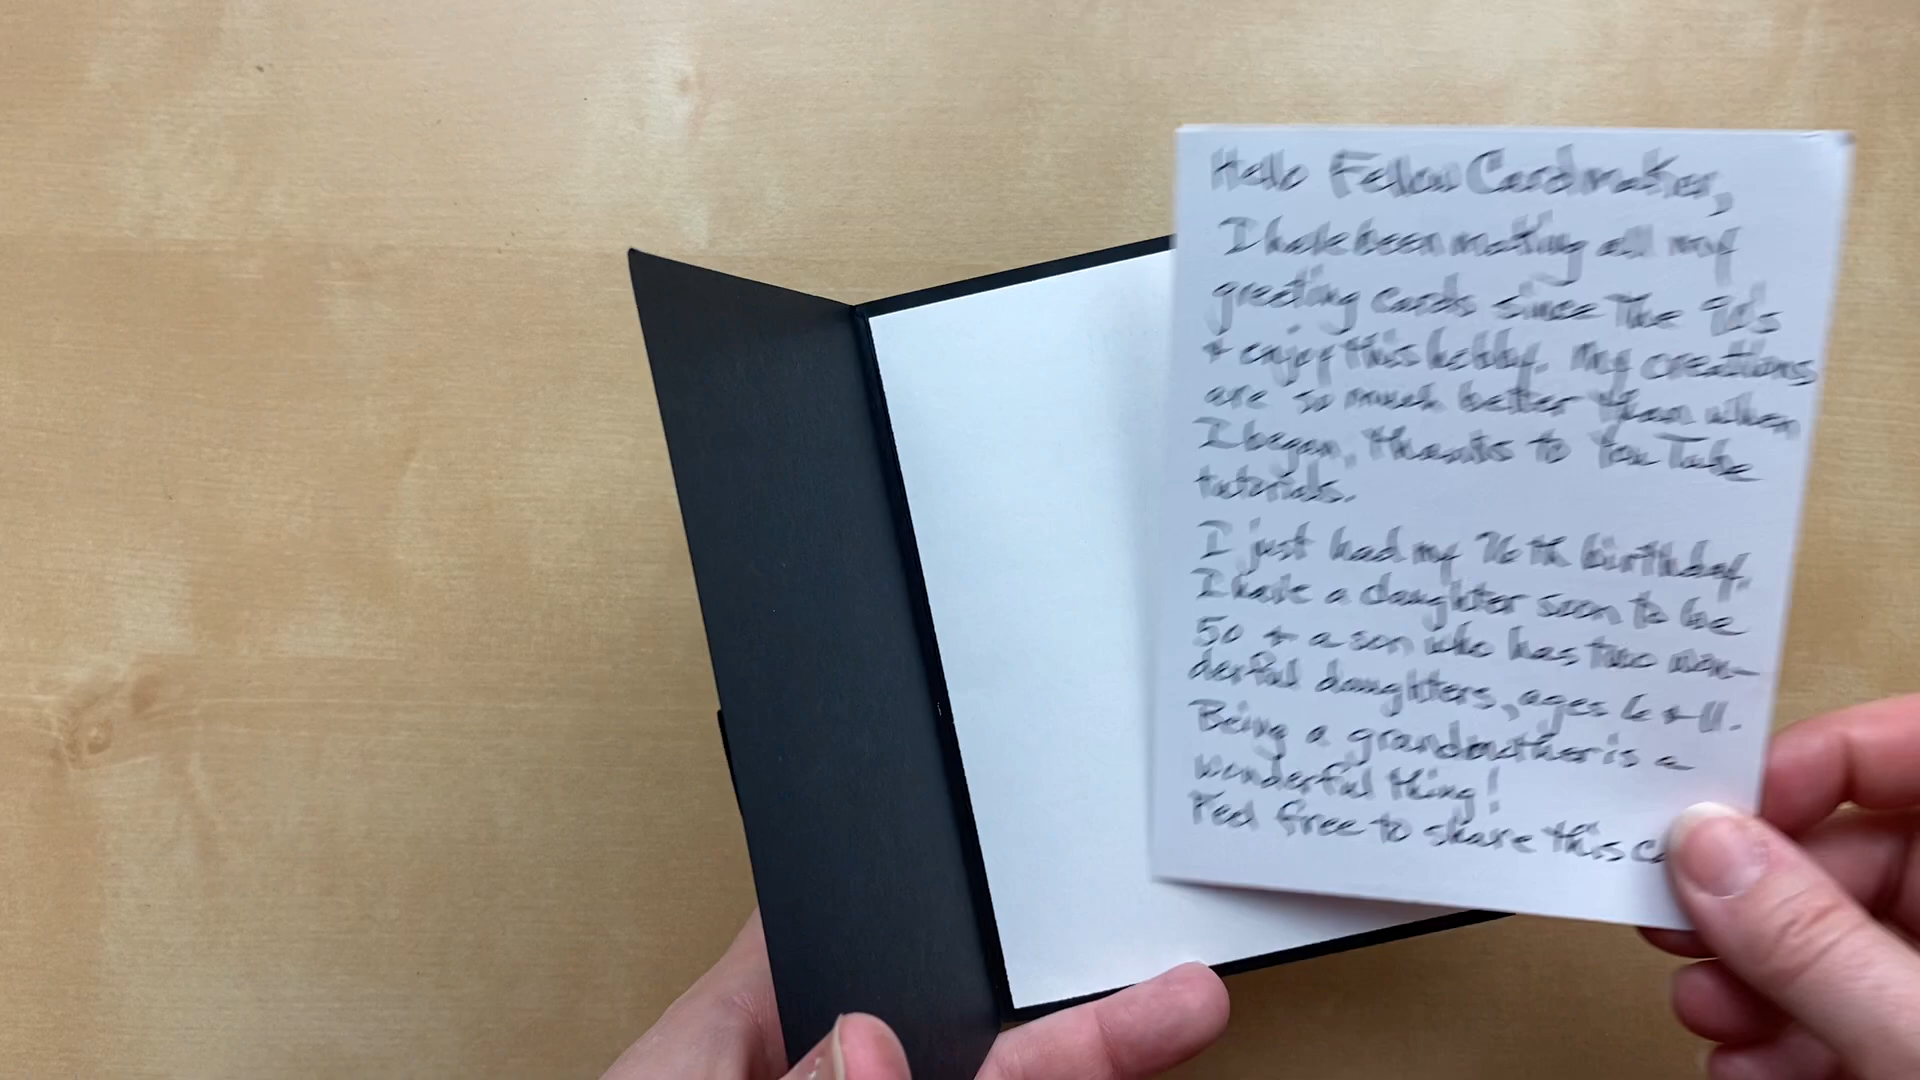 Hello Fellow Cardmaker,
I have been making all my
greeting cards since the 90's
+ enjoy this hobby. My creations
are so much better than when
I began, thanks to YouTube
tutorials.
I just had my 76th birthday.
I have a daughter soon to be
50 + a son who has two won-
derful daughters, ages 6 + 11.
Being a grandmother is a
wonderful thing!
Feel free to share this